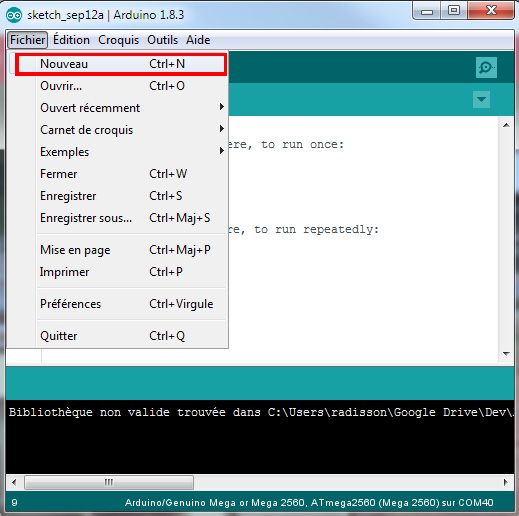 sketch_sep12a | Arduino 1.8.3
Fichier Édition Croquis Outils Aide
Nouveau Ctrl+N
Ouvrir... Ctrl+O
Ouvert récemment
Carnet de croquis
Exemples
Fermer Ctrl+W
Enregistrer Ctrl+S
Enregistrer sous... Ctrl+Maj+S
Mise en page Ctrl+Maj+P
Imprimer Ctrl+P
Préférences Ctrl+Virgule
Quitter Ctrl+Q
ere, to run once:
re, to run repeatedly:
Bibliothèque non valide trouvée dans C:\Users\radisson\Google Drive\Dev\
9 Arduino/Genuino Mega or Mega 2560, ATmega2560 (Mega 2560) sur COM40